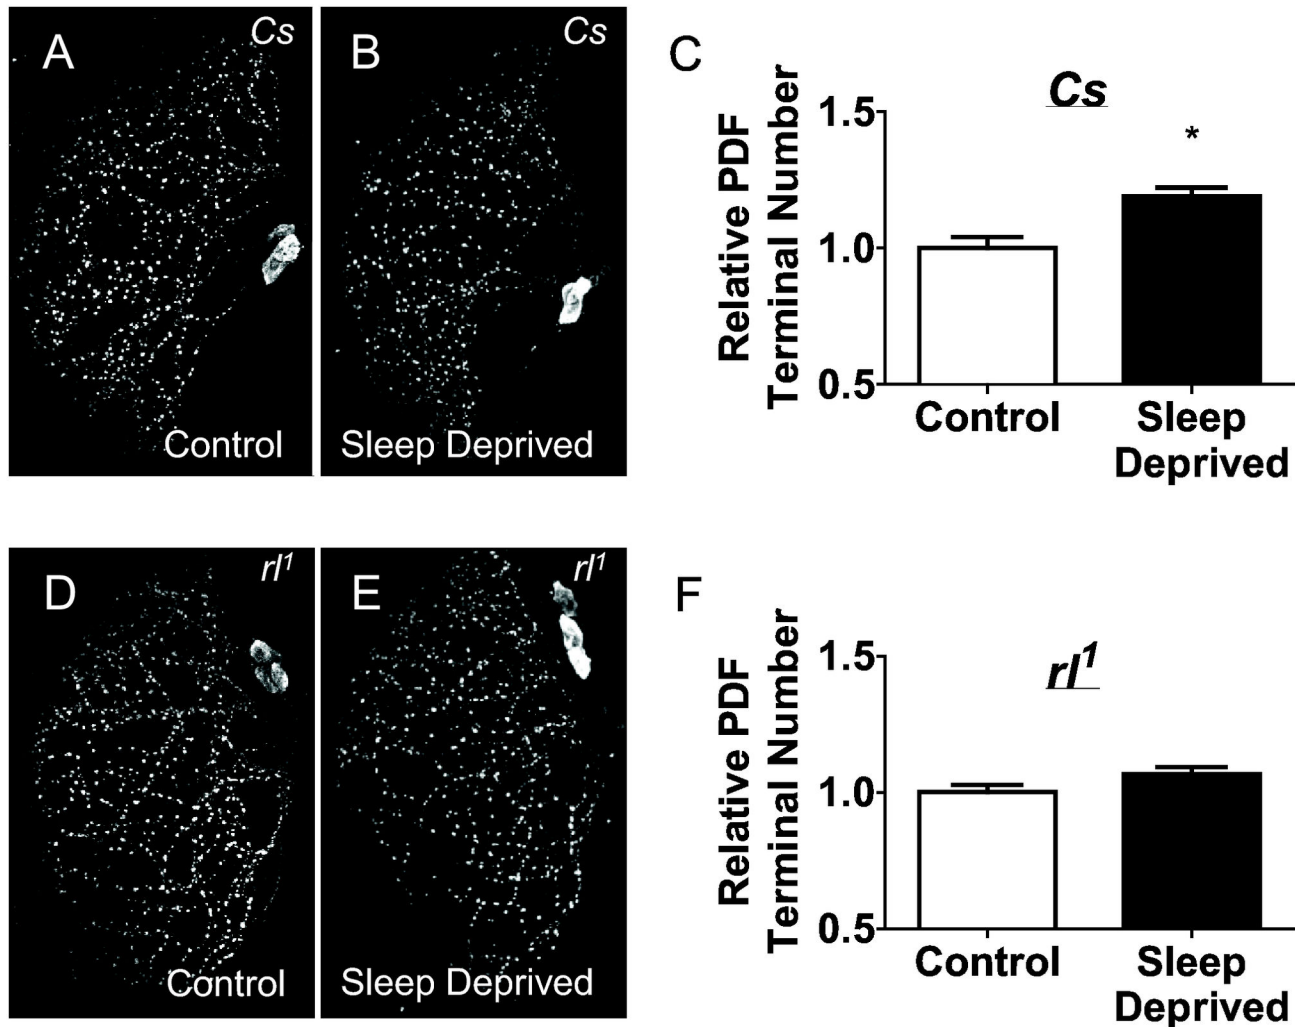 A
Cs
Control
B
Cs
Sleep Deprived
C
Cs
Relative PDF
Terminal Number
1.5
*
1.0
0.5
Control
Sleep
Deprived
D
rl¹
Control
E
rl¹
Sleep Deprived
F
rl¹
Relative PDF
Terminal Number
1.5
1.0
0.5
Control
Sleep
Deprived